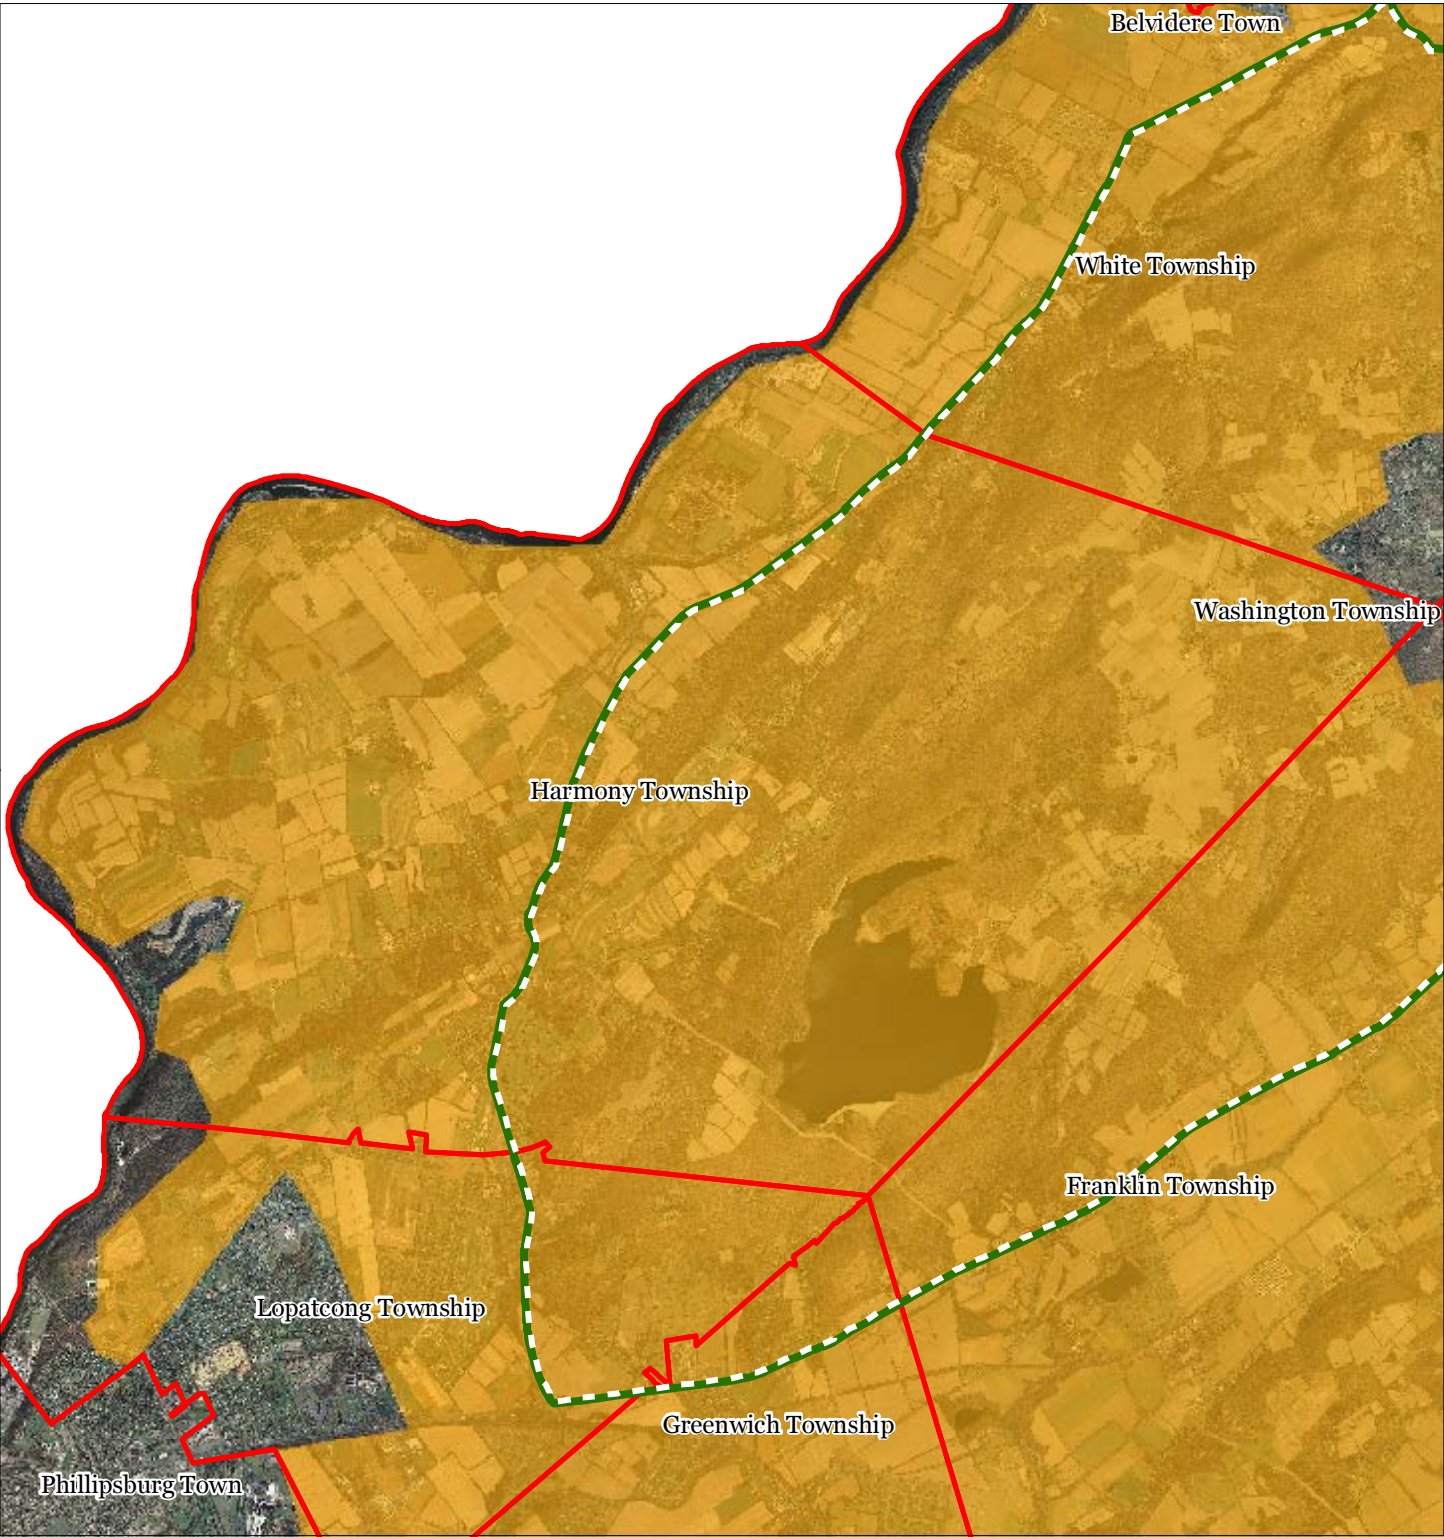 Belvidere Town
White Township
Washington Township
Harmony Township
Franklin Township
Lopatcong Township
Greenwich Township
Phillipsburg Town